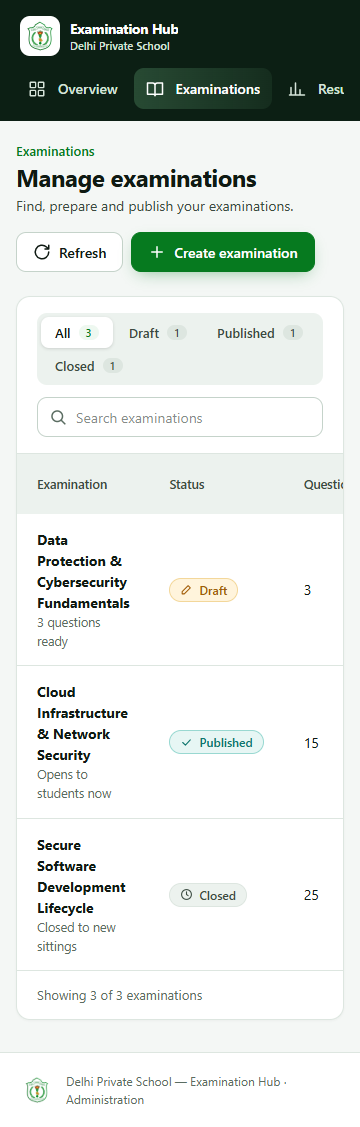 Examination Hub
Delhi Private School
Overview
Examinations
Examinations
Manage examinations
Find, prepare and publish your examinations.
Refresh
Create examination
All 3
Draft 1
Published 1
Closed 1
Search examinations
Examination Status
Data
Protection &
Cybersecurity
Fundamentals
3 questions
ready
Draft
3
Cloud
Infrastructure
& Network
Security
Opens to
students now
Published
15
Secure
Software
Development
Lifecycle
Closed to new
sittings
Closed
25
Showing 3 of 3 examinations
Delhi Private School — Examination Hub ·
Administration